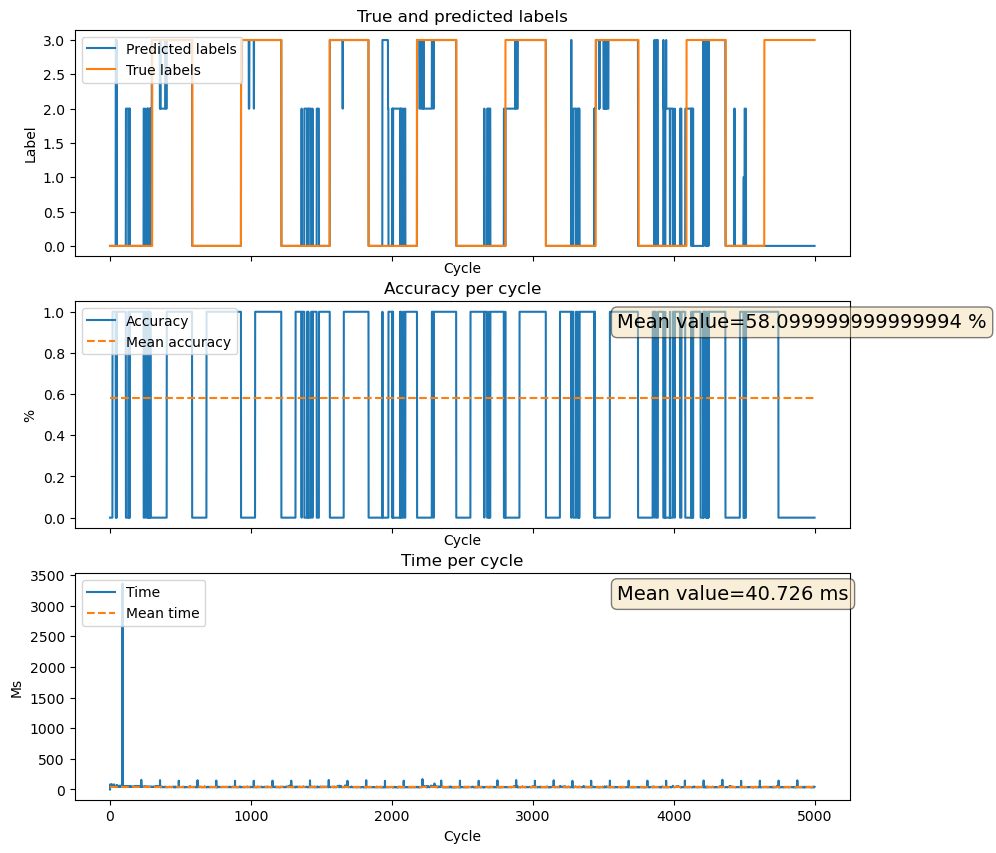 True and predicted labels
3.0
2.5
2.0
1.5
1.0
0.5
0.0
Label
Predicted labels
True labels
Cycle
Accuracy per cycle
1.0
0.8
0.6
0.4
0.2
0.0
%
Accuracy
Mean accuracy
Mean value=58.099999999999994 %
Cycle
Time per cycle
3500
3000
2500
2000
1500
1000
500
0
Ms
Time
Mean time
Mean value=40.726 ms
0 1000 2000 3000 4000 5000
Cycle